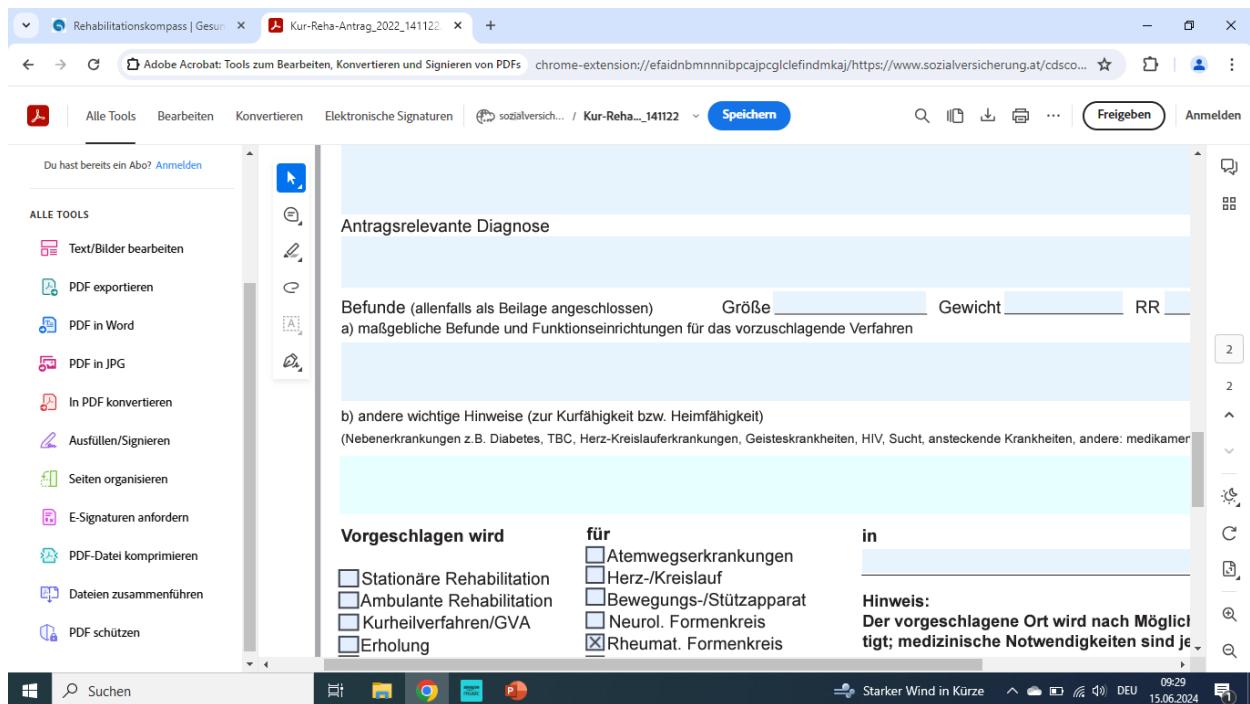 Rehabilitationskompass | Gesun
Kur-Reha-Antrag_2022_141122
Adobe Acrobat: Tools zum Bearbeiten, Konvertieren und Signieren von PDFs
chrome-extension://efaidnbmnnnibpcajpcglclefindmkaj/https://www.sozialversicherung.at/cdsco...
Alle Tools
Bearbeiten
Konvertieren
Elektronische Signaturen
sozialversich... / Kur-Reha..._141122
Speichern
Freigeben
Anmelden
Du hast bereits ein Abo? Anmelden
ALLE TOOLS
Text/Bilder bearbeiten
PDF exportieren
PDF in Word
PDF in JPG
In PDF konvertieren
Ausfüllen/Signieren
Seiten organisieren
E-Signaturen anfordern
PDF-Datei komprimieren
Dateien zusammenführen
PDF schützen
Antragsrelevante Diagnose
Befunde (allenfalls als Beilage angeschlossen) Größe Gewicht RR
a) maßgebliche Befunde und Funktionseinrichtungen für das vorzuschlagende Verfahren
b) andere wichtige Hinweise (zur Kurfähigkeit bzw. Heimfähigkeit)
(Nebenerkrankungen z.B. Diabetes, TBC, Herz-Kreislauferkrankungen, Geisteskrankheiten, HIV, Sucht, ansteckende Krankheiten, andere: medikamen
Vorgeschlagen wird
Stationäre Rehabilitation
Ambulante Rehabilitation
Kurheilverfahren/GVA
Erholung
für
Atemwegserkrankungen
Herz-/Kreislauf
Bewegungs-/Stützapparat
Neurol. Formenkreis
Rheumat. Formenkreis
in
Hinweis:
Der vorgeschlagene Ort wird nach Möglich
tigt; medizinische Notwendigkeiten sind je
2
2
Suchen
Starker Wind in Kürze
DEU
09:29
15.06.2024